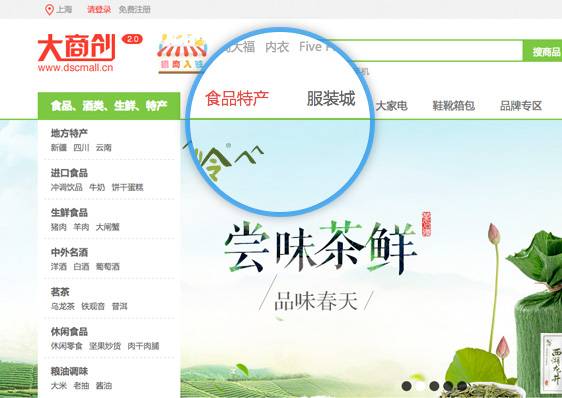 上海 请登录 免费注册
大商创 2.0
www.dscmall.cn
大福 内衣 Five
搜商品
食品、酒类、生鲜、特产
食品特产 服装城 大家电 鞋靴箱包 品牌专区
地方特产
新疆 四川 云南
进口食品
冲调饮品 牛奶 饼干蛋糕
生鲜食品
猪肉 羊肉 大闸蟹
中外名酒
洋酒 白酒 葡萄酒
茗茶
乌龙茶 铁观音 普洱
休闲食品
休闲零食 坚果炒货 肉干肉脯
粮油调味
大米 老抽 酱油
尝味茶鲜
品味春天
西湖龙井